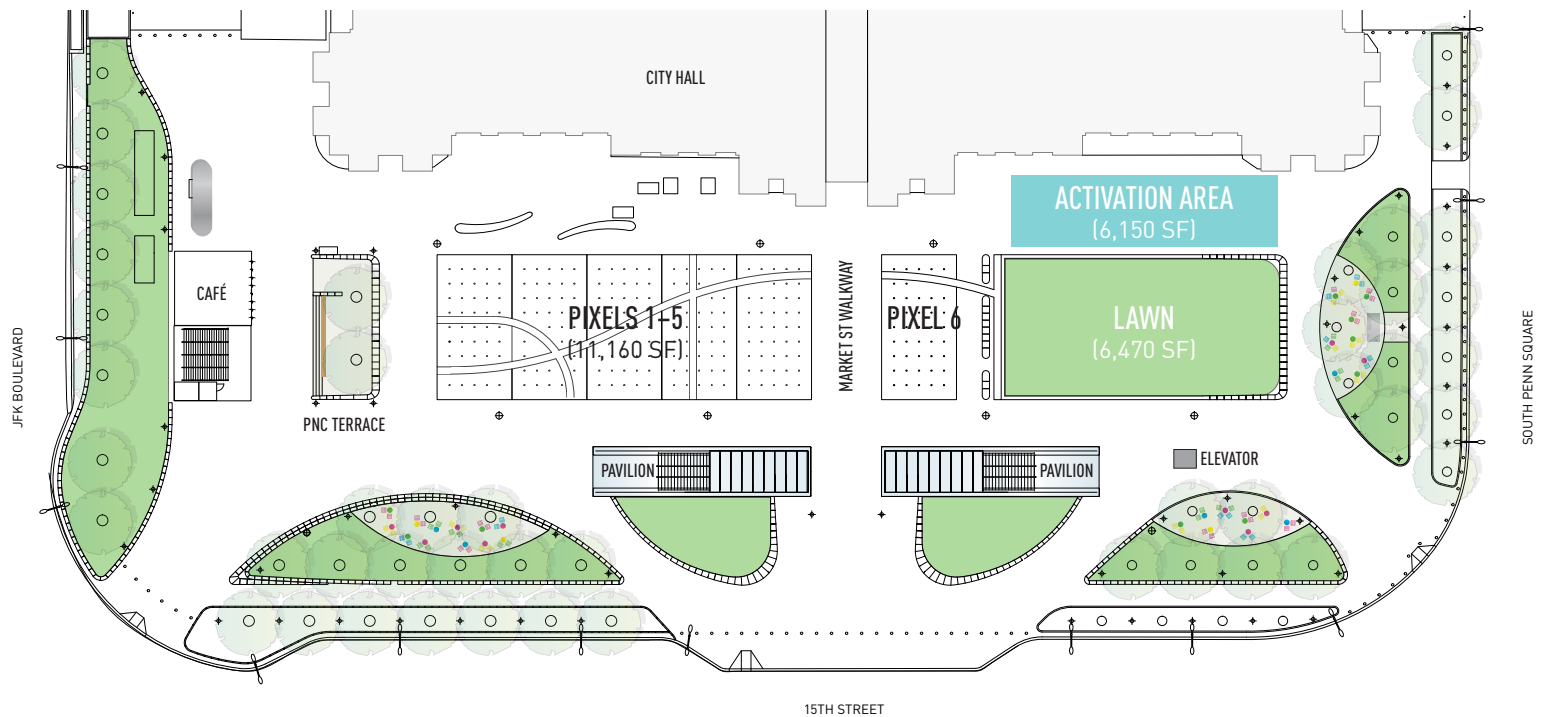 CITY HALL
ACTIVATION AREA
(6,150 SF)
CAFÉ
PIXELS 1–5
(11,160 SF)
MARKET ST WALKWAY
PIXEL 6
LAWN
(6,470 SF)
JFK BOULEVARD
SOUTH PENN SQUARE
PNC TERRACE
PAVILION
PAVILION
ELEVATOR
15TH STREET